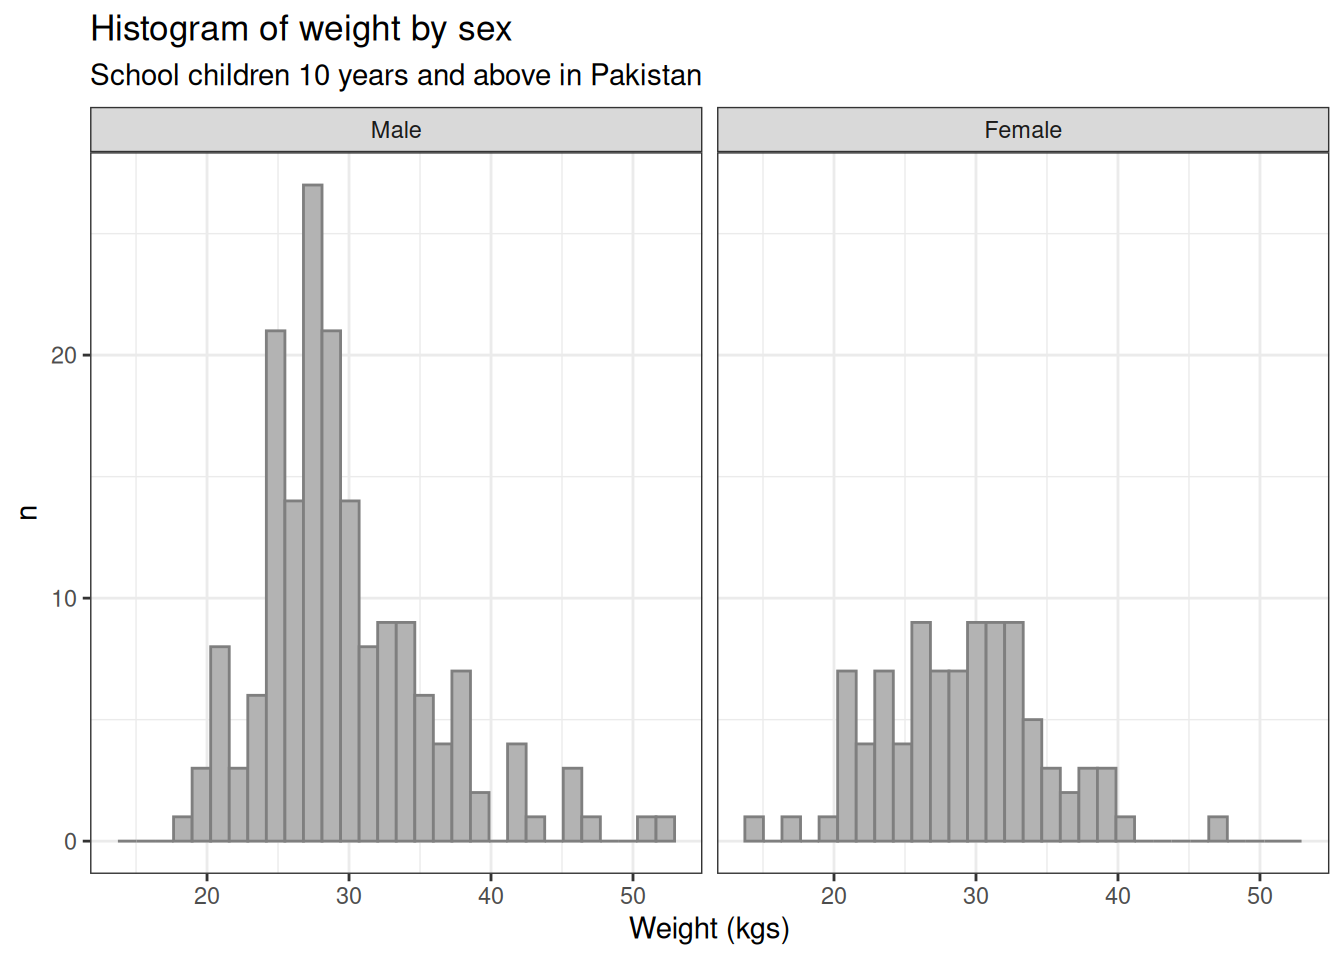 Histogram of weight by sex
School children 10 years and above in Pakistan
Male Female
20
10
0
n
20 30 40 50 20 30 40 50
Weight (kgs)